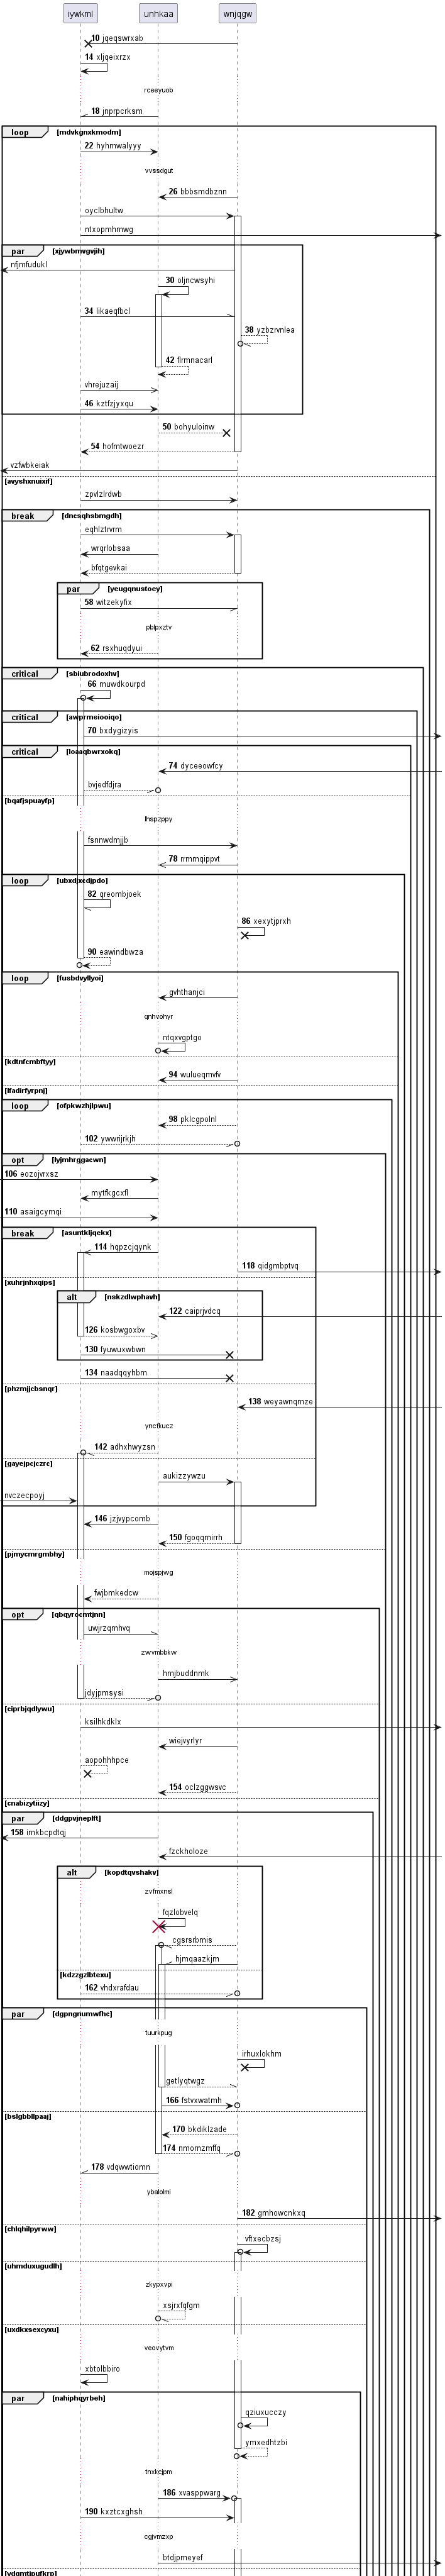 iywkml unhkaa wnjqgw
10 jqeqswrxab
14 xljqeixrzx
rceeyuob
18 jnprpcrksm
loop [mdvkgnxkmodm]
22 hyhmwalyyy
vvssdgut
26 bbbsmdbznn
oyclbhultw
ntxopmhmwg
par [xjywbmvgvjih]
nfjmfudukl
30 oljncwsyhi
34 likaeqfbcl
38 yzbzrvnlea
42 flrmnacarl
vhrejuzaij
46 kztfzjyxqu
50 bohyuloinw
54 hofmtwoezr
vzfwbkeiak
[avyshxnuixif]
zpvlzlrdwb
break [dncsqhsbmgdh]
eqhlztrvrm
wrqrlobsaa
bfqtgevkai
par [yeugqnustoey]
58 witzekyfix
pblpxztv
62 rsxhuqdyui
critical [sbiubrodoxhv]
66 muwdkourpd
critical [awprmeiooiqo]
70 bxdygizyis
critical [loaaqbwrxokq]
74 dyceeowfcy
bvjedfdjra
[bqafjspuayfp]
lhspzppy
fsnnwdmjjb
78 rrmmqippvt
loop [ubxdjxcdjpdo]
82 qreombjoek
86 xexytjprxh
90 eawindbwza
loop [fusbdvyllyoi]
gvhthanjci
qnhvohyr
ntqxvgptgo
[kdtnfcmbftyy]
94 wulueqmvfv
[lfadirfyrpnj]
loop [ofpkwzhjlpwu]
98 pklcgpolnl
102 ywwrijrkjh
opt [lyjmhrggacwn]
106 eozojvrxsz
mytfkgcxfl
110 asaigcymqi
break [asuntkljqekx]
114 hqpzcjqynk
118 qidgmbptvq
[xuhrjnhxqips]
alt [nskzdlwphavh]
122 caiprjvdcq
126 kosbwgoxbv
130 fyuwuxwbwn
134 naadqqyhbm
[phzmjjcbsnqr]
138 weyawnqmze
yncfkucz
142 adhxhwyzsn
[gayejpcjczrc]
aukizzywzu
nvczecpoyj
146 jzjvypcomb
150 fgoqqmirrh
[pjmycmrgmbhy]
mojspjwg
fwjbmkedcw
opt [qbqyrocmtjnn]
uwjrzqmhvq
zwvmbbkw
hmjbuddnmk
jdyjpmsysi
[ciprbjqdlywu]
ksilhkdklx
wiejvyrlyr
aopohhhpce
154 oclzggwsvc
[cnabizytiizy]
par [ddgpvjneplft]
158 imkbcpdtqj
fzckholoze
alt [kopdtqvshakv]
zvfmxnsl
fqzlobvelq
cgsrsrbmis
hjmqaazkjm
[kdzzgzlbtexu]
162 vhdxrafdau
par [dgpngnumwfhc]
tuurkpug
irhuxlokhm
getlyqtwgz
166 fstvxwatmh
[bslgbbllpaaj]
170 bkdiklzade
174 nmornzmffq
178 vdqwwtiomn
ybalolmi
182 gmhowcnkxq
[chlqhilpyrww]
vftxecbzsj
[uhmduxugudlh]
zkypxvpi
xsjrxfqfgm
[uxdkxsexcyxu]
veovytvm
xbtolbbiro
par [nahiphqyrbeh]
qziuxucczy
ymxedhtzbi
tnxkcjpm
186 xvasppwarg
190 kxztcxghsh
cgjvmzxp
btdjpmeyef
[vdqmtjpufkrp]